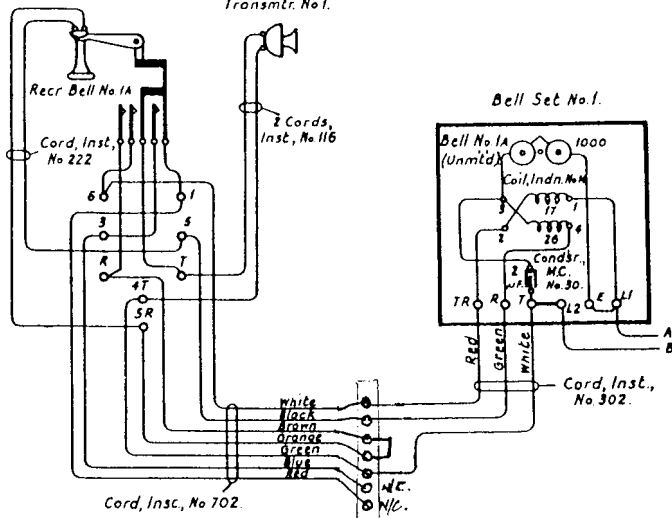 Transmtr. No 1.
Recr Bell No. 1A
2 Cords,
Inst., No. 116
Cord, Inst.,
No. 222
6
1
3
5
R
T
4T
5R
Bell Set No. 1.
Bell No. 1A
(Unmtd)
1000
Coil, Indn. No.
3
17
1
2
26
4
Condsr.,
M.C.
No. 30.
2
µF.
TR
R
T
L2
E
L1
A
B
Red
Green
White
Cord, Inst.,
No. 302.
White
Black
Brown
Orange
Green
Blue
Red
N/C.
N/C.
Cord, Inst., No 702.